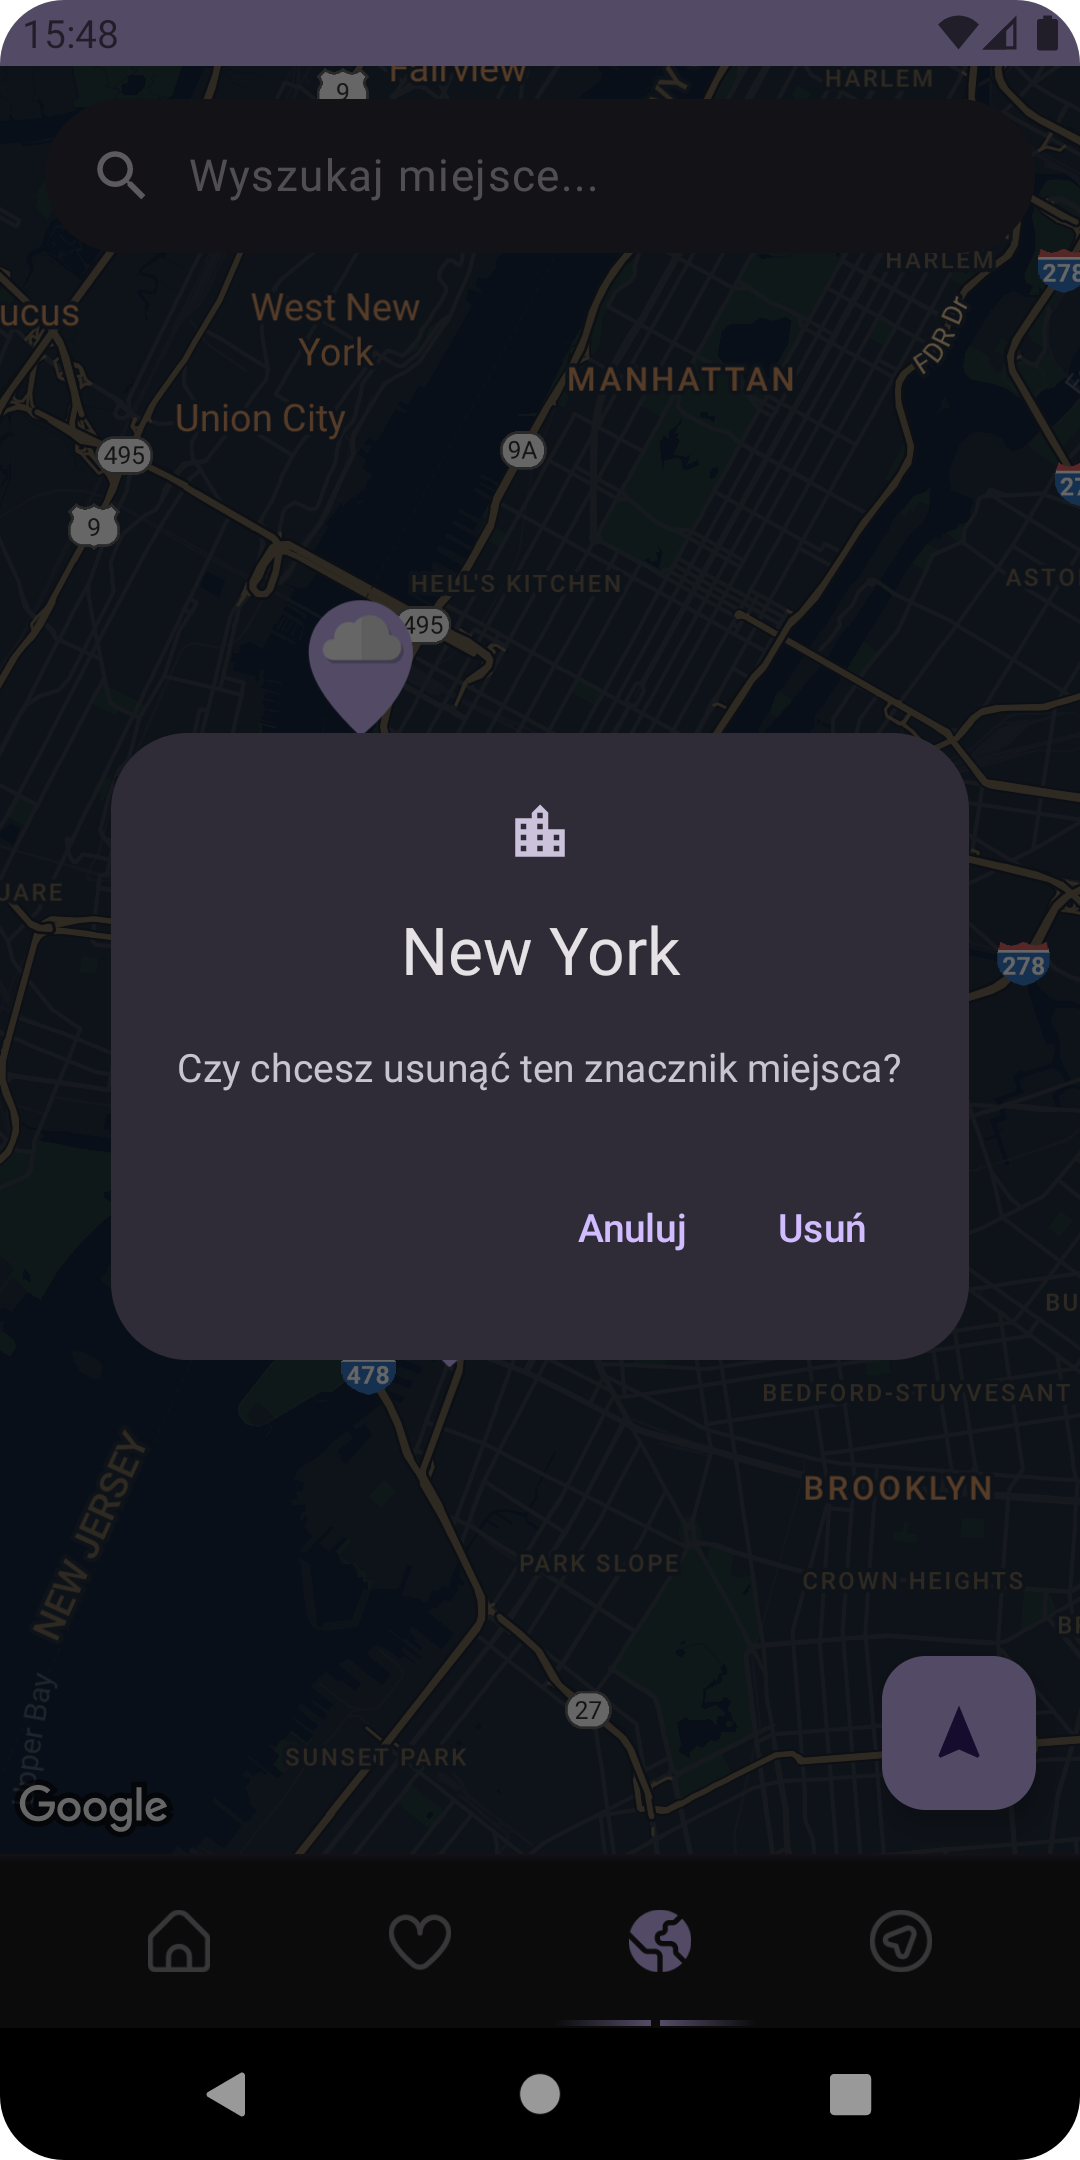 15:48
Fairview
9
HARLEM
Wyszukaj miejsce...
HARLEM
278
ucus
West New
York
FDR Dr
MANHATTAN
Union City
9A
495
27
9
HELL'S KITCHEN
ASTO
495
New York
UARE
278
Czy chcesz usunąć ten znacznik miejsca?
Anuluj
Usuń
BU
478
BEDFORD-STUYVESANT
NEW JERSEY
BROOKLYN
PARK SLOPE
CROWN HEIGHTS
27
pper Bay
SUNSET PARK
Google